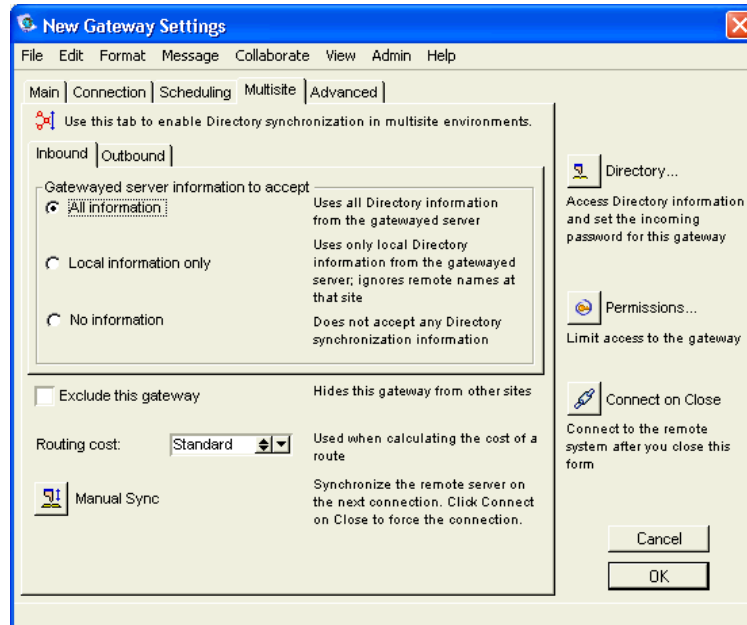 New Gateway Settings
File Edit Format Message Collaborate View Admin Help
Main Connection Scheduling Multisite Advanced
Use this tab to enable Directory synchronization in multisite environments.
Inbound Outbound
Gatewayed server information to accept
All information
Uses all Directory information
from the gatewayed server
Local information only
Uses only local Directory
information from the gatewayed
server; ignores remote names at
that site
No information
Does not accept any Directory
synchronization information
Exclude this gateway
Hides this gateway from other sites
Routing cost:
Standard
Used when calculating the cost of a
route
Manual Sync
Synchronize the remote server on
the next connection. Click Connect
on Close to force the connection.
Directory...
Access Directory information
and set the incoming
password for this gateway
Permissions...
Limit access to the gateway
Connect on Close
Connect to the remote
system after you close this
form
Cancel
OK